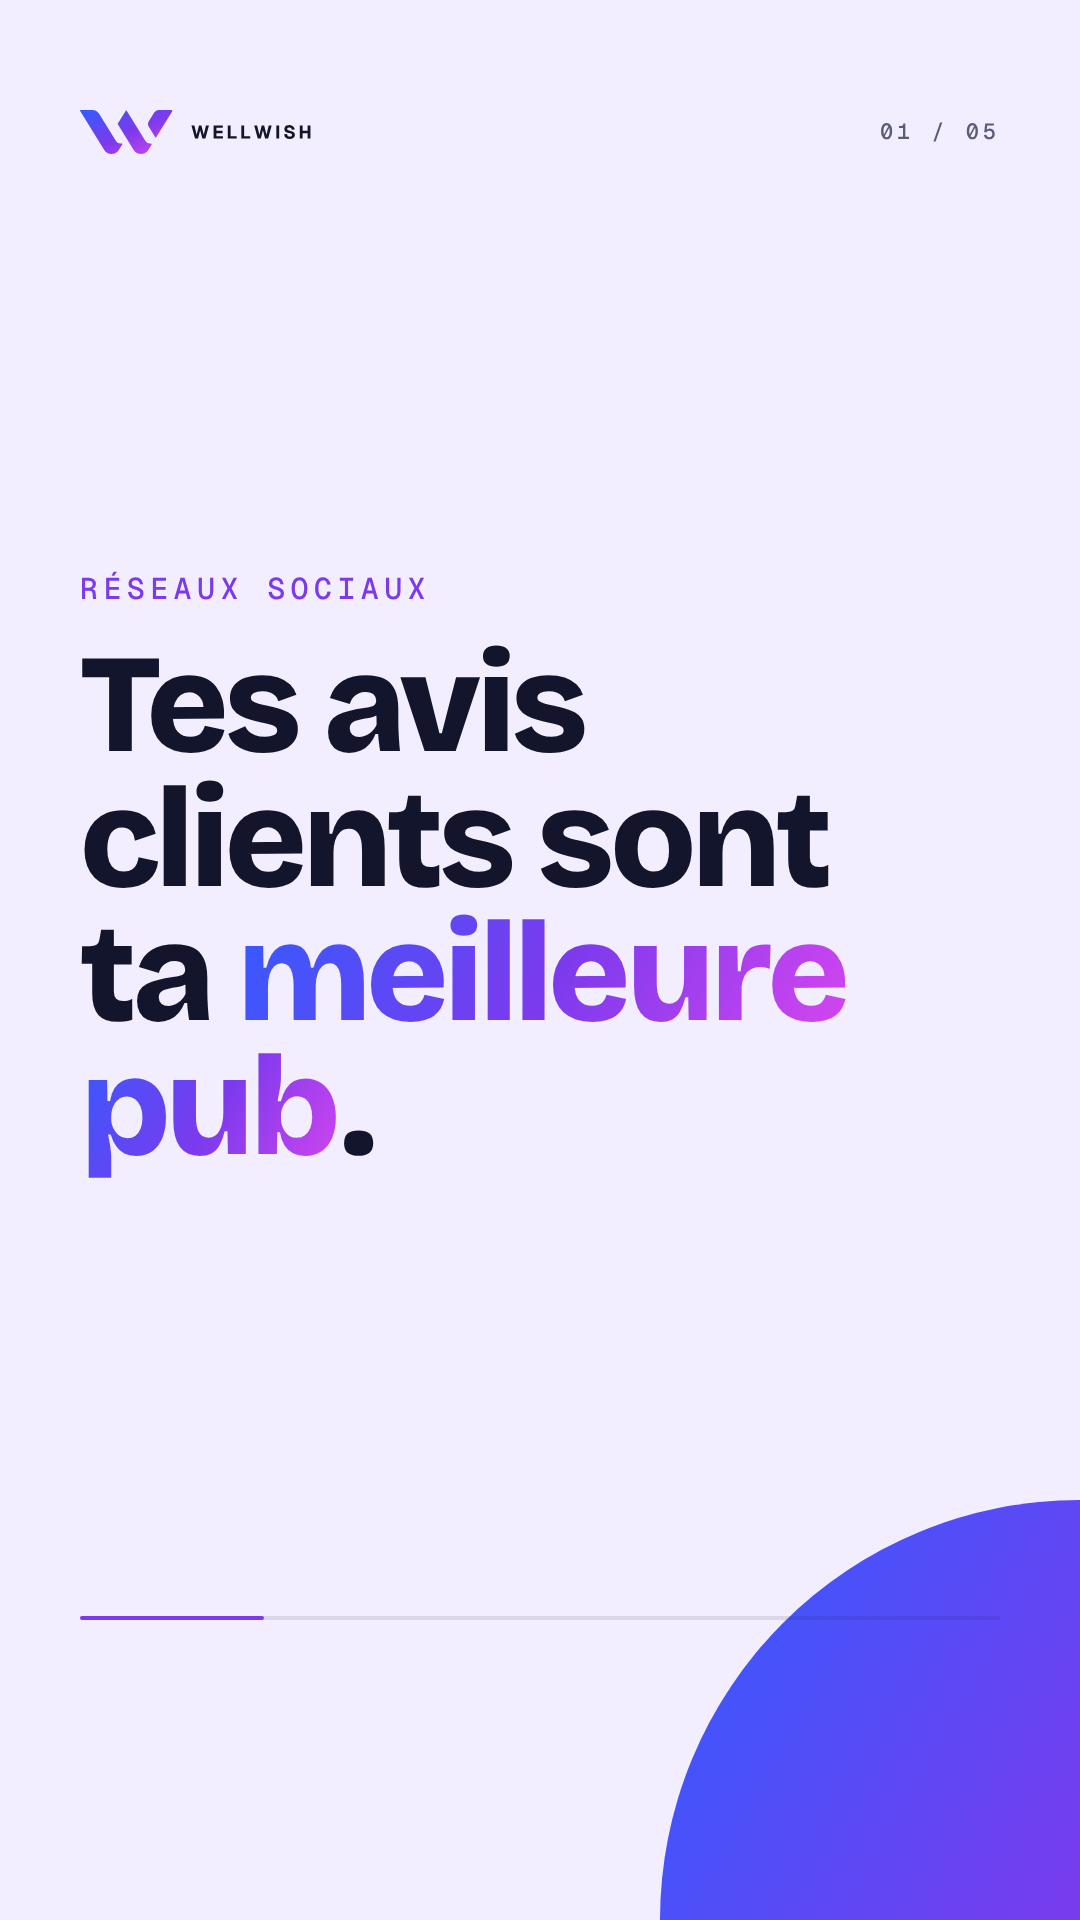 WELLWISH
01 / 05
RÉSEAUX SOCIAUX
Tes avis
clients sont
ta meilleure
pub.